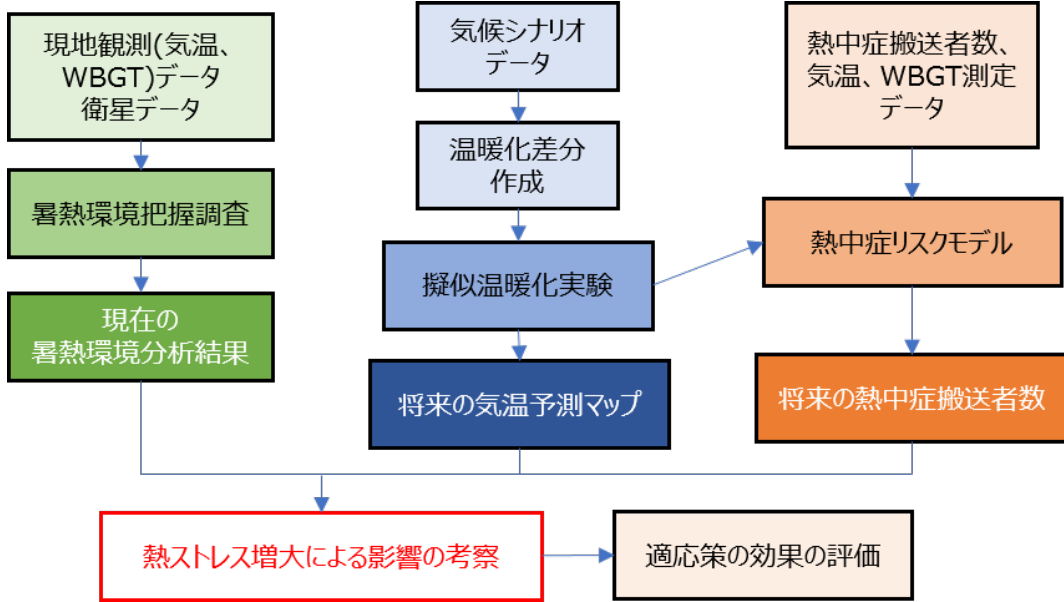 現地観測(気温、
WBGT)データ
衛星データ
暑熱環境把握調査
現在の
暑熱環境分析結果
気候シナリオ
データ
温暖化差分
作成
擬似温暖化実験
将来の気温予測マップ
熱中症搬送者数、
気温、WBGT測定
データ
熱中症リスクモデル
将来の熱中症搬送者数
熱ストレス増大による影響の考察
適応策の効果の評価